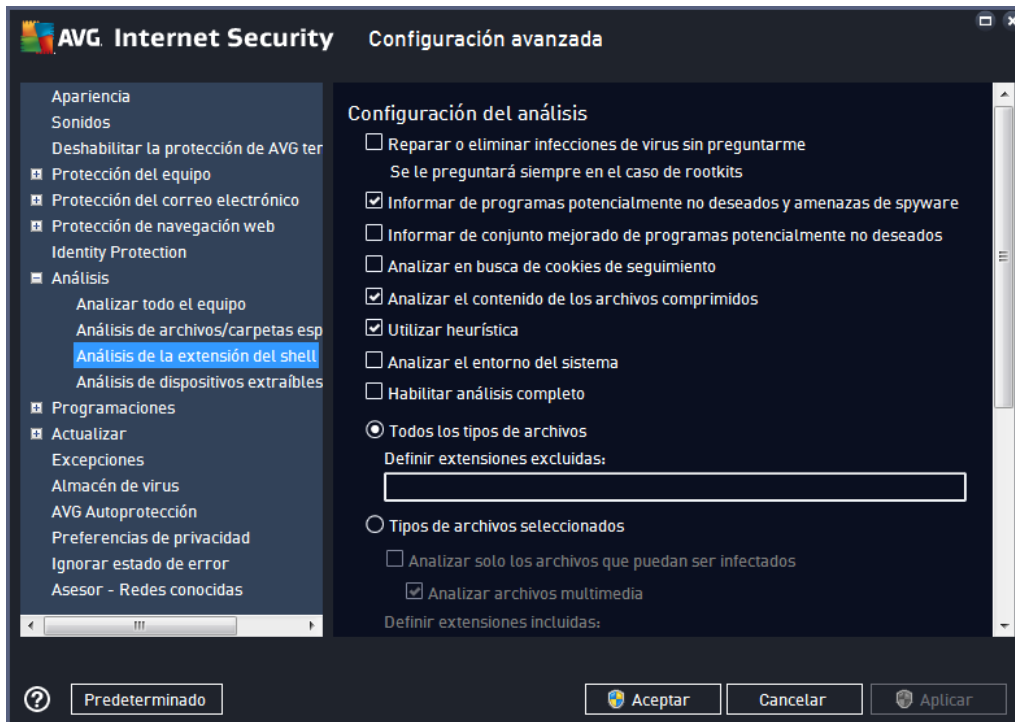 AVG Internet Security Configuración avanzada
Apariencia
Sonidos
Deshabilitar la protección de AVG ter
Protección del equipo
Protección del correo electrónico
Protección de navegación web
Identity Protection
Análisis
Analizar todo el equipo
Análisis de archivos/carpetas esp
Análisis de la extensión del shell
Análisis de dispositivos extraíbles
Programaciones
Actualizar
Excepciones
Almacén de virus
AVG Autoprotección
Preferencias de privacidad
Ignorar estado de error
Asesor - Redes conocidas
Configuración del análisis
Reparar o eliminar infecciones de virus sin preguntarme
Se le preguntará siempre en el caso de rootkits
Informar de programas potencialmente no deseados y amenazas de spyware
Informar de conjunto mejorado de programas potencialmente no deseados
Analizar en busca de cookies de seguimiento
Analizar el contenido de los archivos comprimidos
Utilizar heurística
Analizar el entorno del sistema
Habilitar análisis completo
Todos los tipos de archivos
Definir extensiones excluidas:
Tipos de archivos seleccionados
Analizar solo los archivos que puedan ser infectados
Analizar archivos multimedia
Definir extensiones incluidas:
Predeterminado
Aceptar
Cancelar
Aplicar